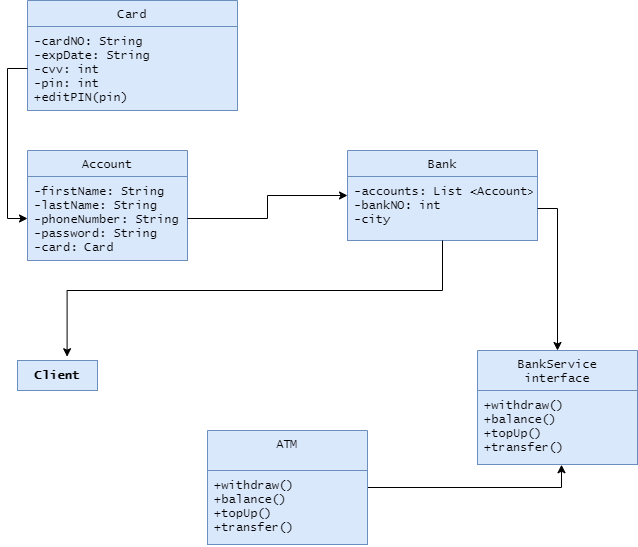 Card
-cardNO: String
-expDate: String
-cvv: int
-pin: int
+editPIN(pin)
Account
-firstName: String
-lastName: String
-phoneNumber: String
-password: String
-card: Card
Bank
-accounts: List <Account>
-bankNO: int
-city
Client
BankService
interface
+withdraw()
+balance()
+topUp()
+transfer()
ATM
+withdraw()
+balance()
+topUp()
+transfer()